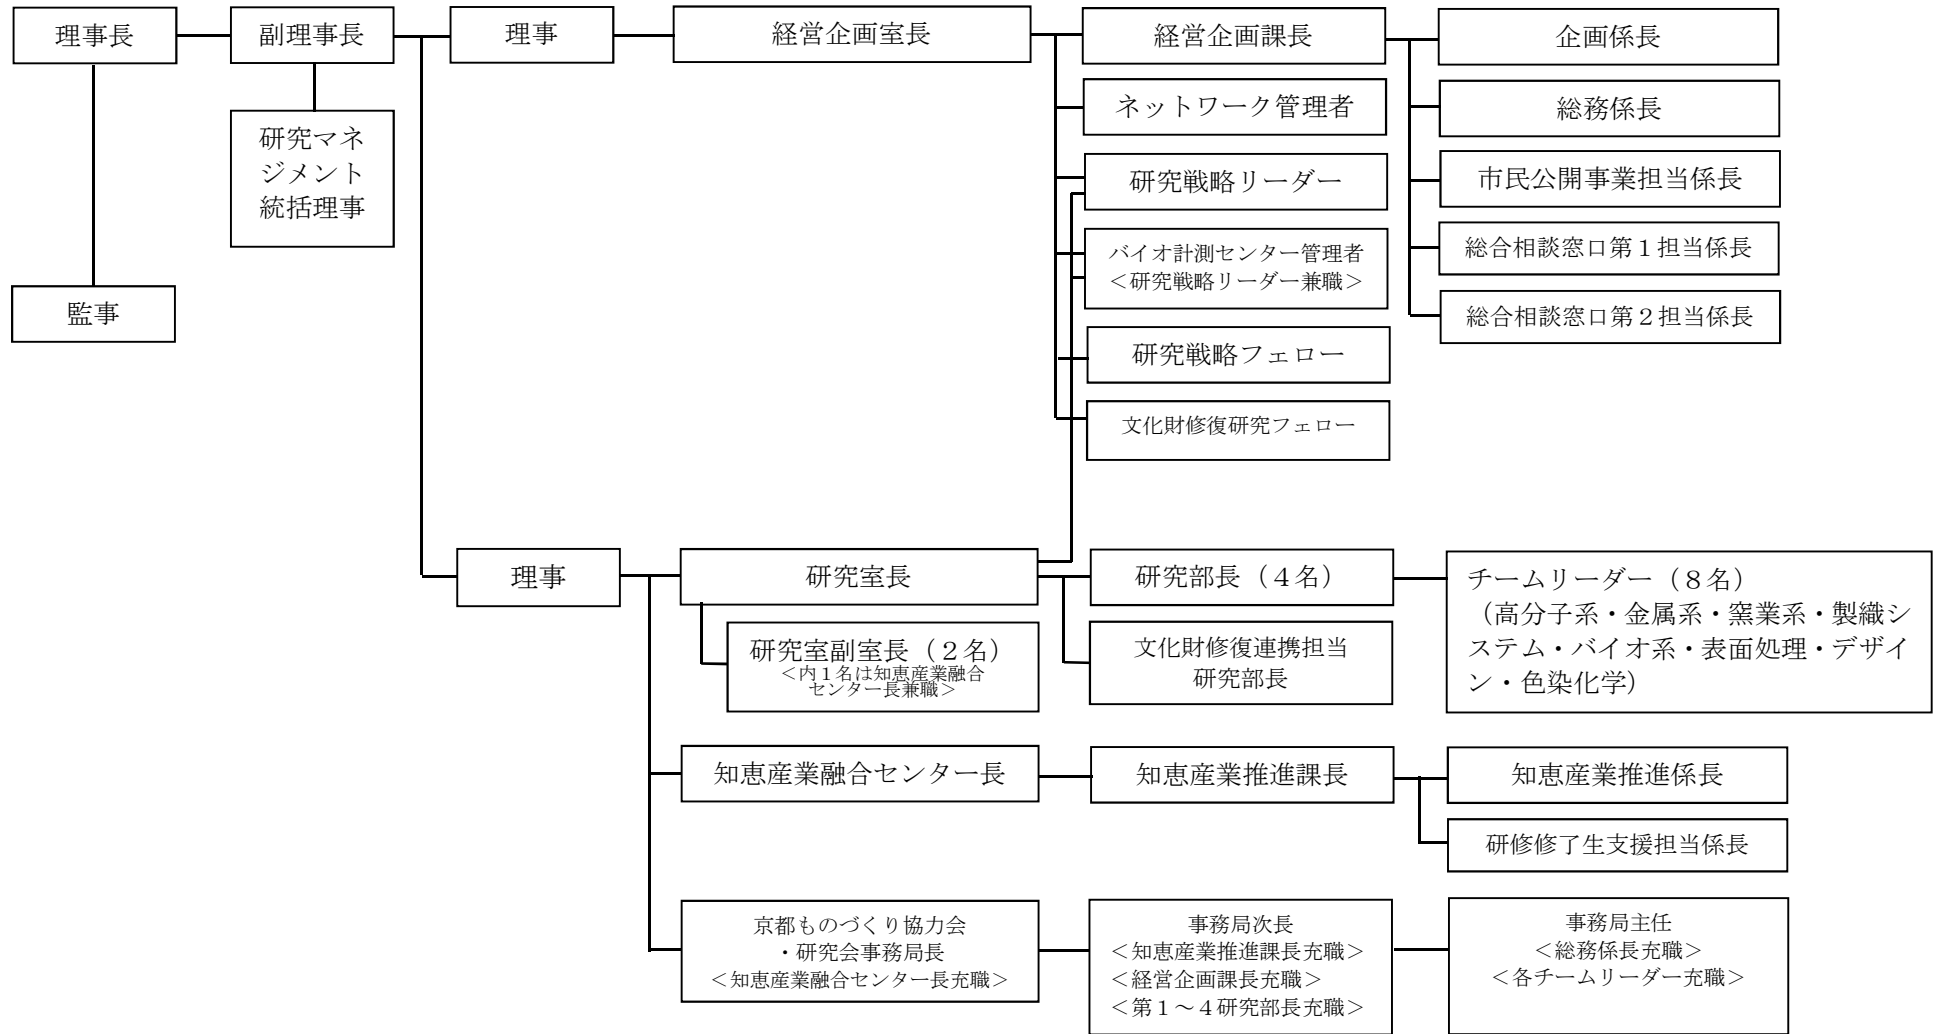 理事長
副理事長
理事
経営企画室長
経営企画課長
企画係長
ネットワーク管理者
総務係長
研究マネ
ジメント
統括理事
研究戦略リーダー
市民公開事業担当係長
バイオ計測センター管理者
＜研究戦略リーダー兼職＞
総合相談窓口第１担当係長
監事
総合相談窓口第２担当係長
研究戦略フェロー
文化財修復研究フェロー
理事
研究室長
研究部長（４名）
チームリーダー（８名）
（高分子系・金属系・窯業系・製織シ
ステム・バイオ系・表面処理・デザイ
ン・色染化学）
研究室副室長（２名）
＜内１名は知恵産業融合
センター長兼職＞
文化財修復連携担当
研究部長
知恵産業融合センター長
知恵産業推進課長
知恵産業推進係長
研修修了生支援担当係長
京都ものづくり協力会
・研究会事務局長
＜知恵産業融合センター長充職＞
事務局次長
＜知恵産業推進課長充職＞
＜経営企画課長充職＞
＜第１～４研究部長充職＞
事務局主任
＜総務係長充職＞
＜各チームリーダー充職＞